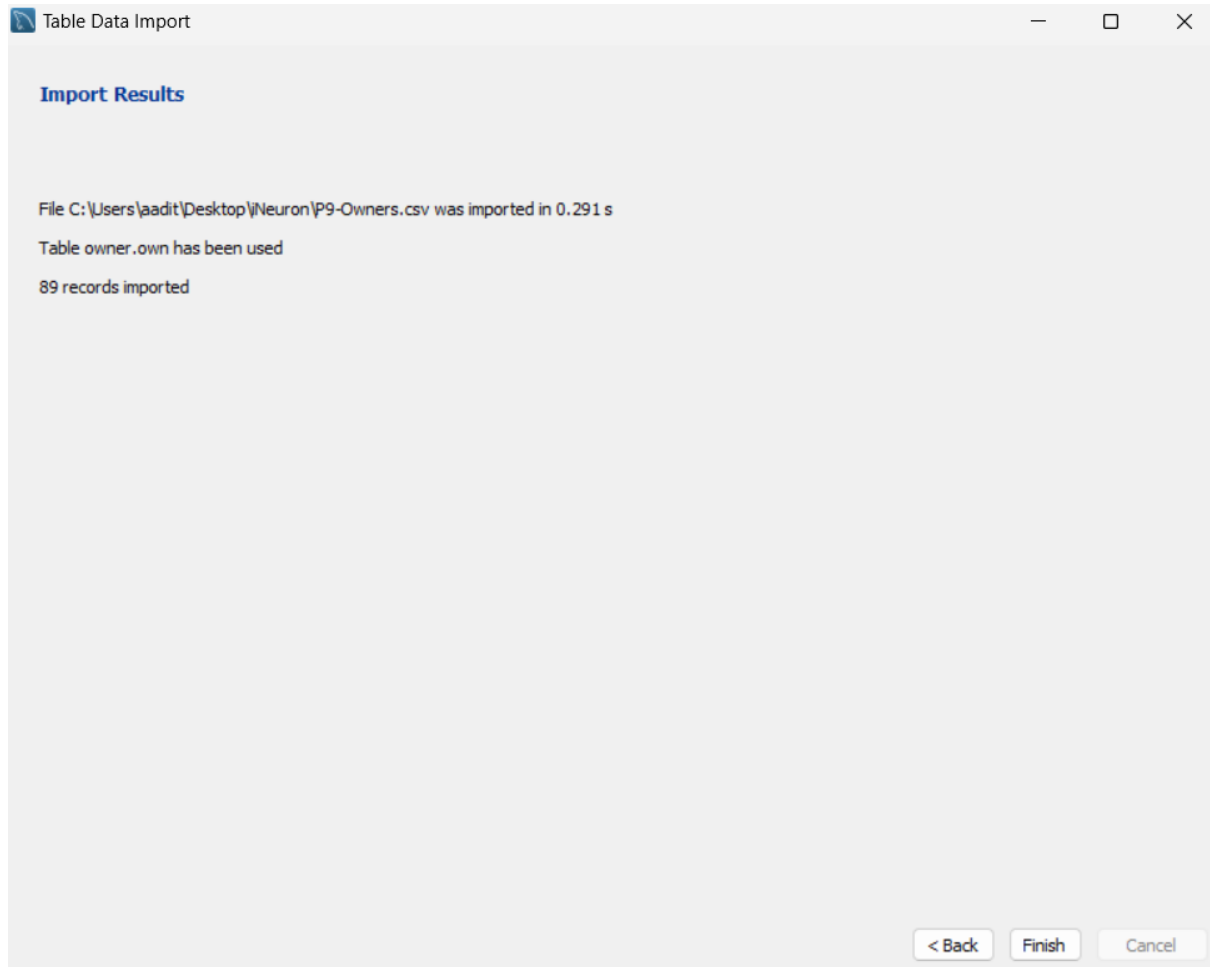 Table Data Import
Import Results
File C:\Users\aadit\Desktop\iNeuron\P9-Owners.csv was imported in 0.291 s
Table owner.own has been used
89 records imported
< Back Finish Cancel